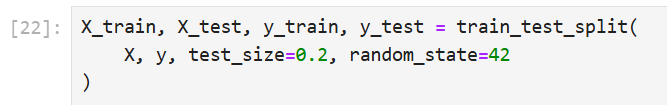 [22]: X_train, X_test, y_train, y_test = train_test_split(
    X, y, test_size=0.2, random_state=42
)